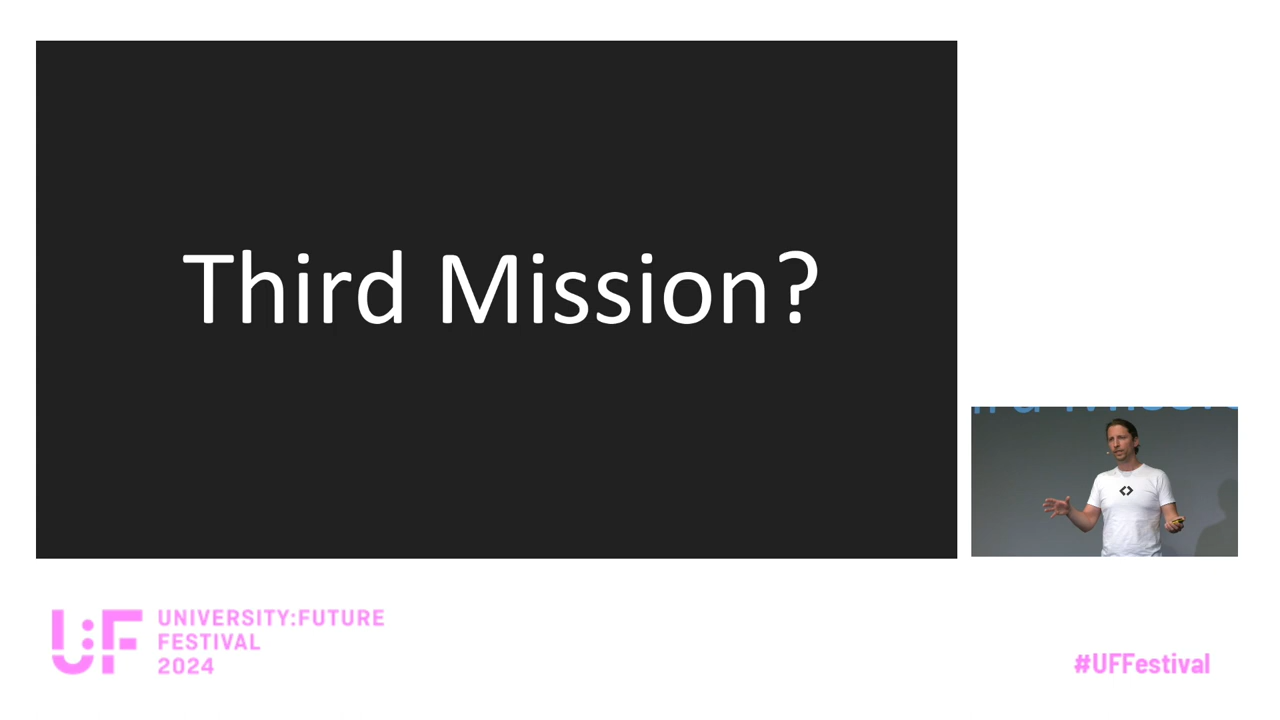 Third Mission?
<>
U:F
UNIVERSITY:FUTURE
FESTIVAL
2024
#UFFestival